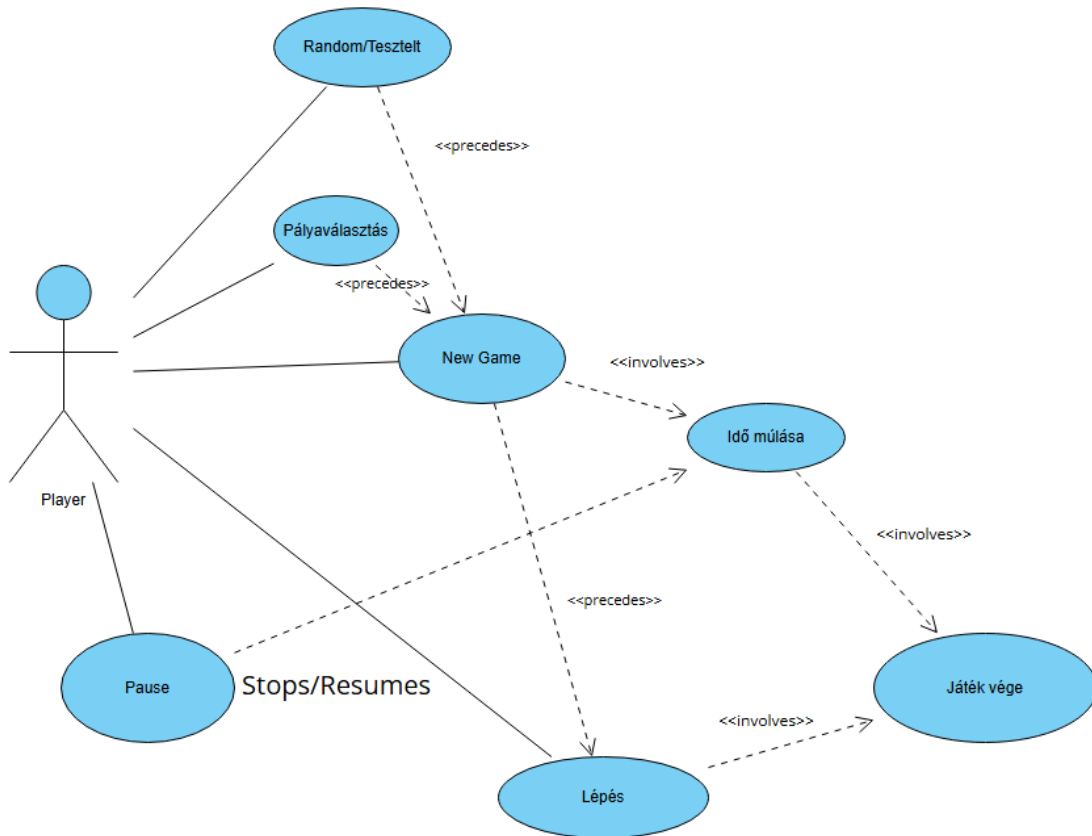 Random/Tesztelt
<<precedes>>
Pályaválasztás
<<precedes>>
New Game
<<involves>>
Idő múlása
Player
<<involves>>
<<precedes>>
Pause
Stops/Resumes
Játék vége
<<involves>>
Lépés